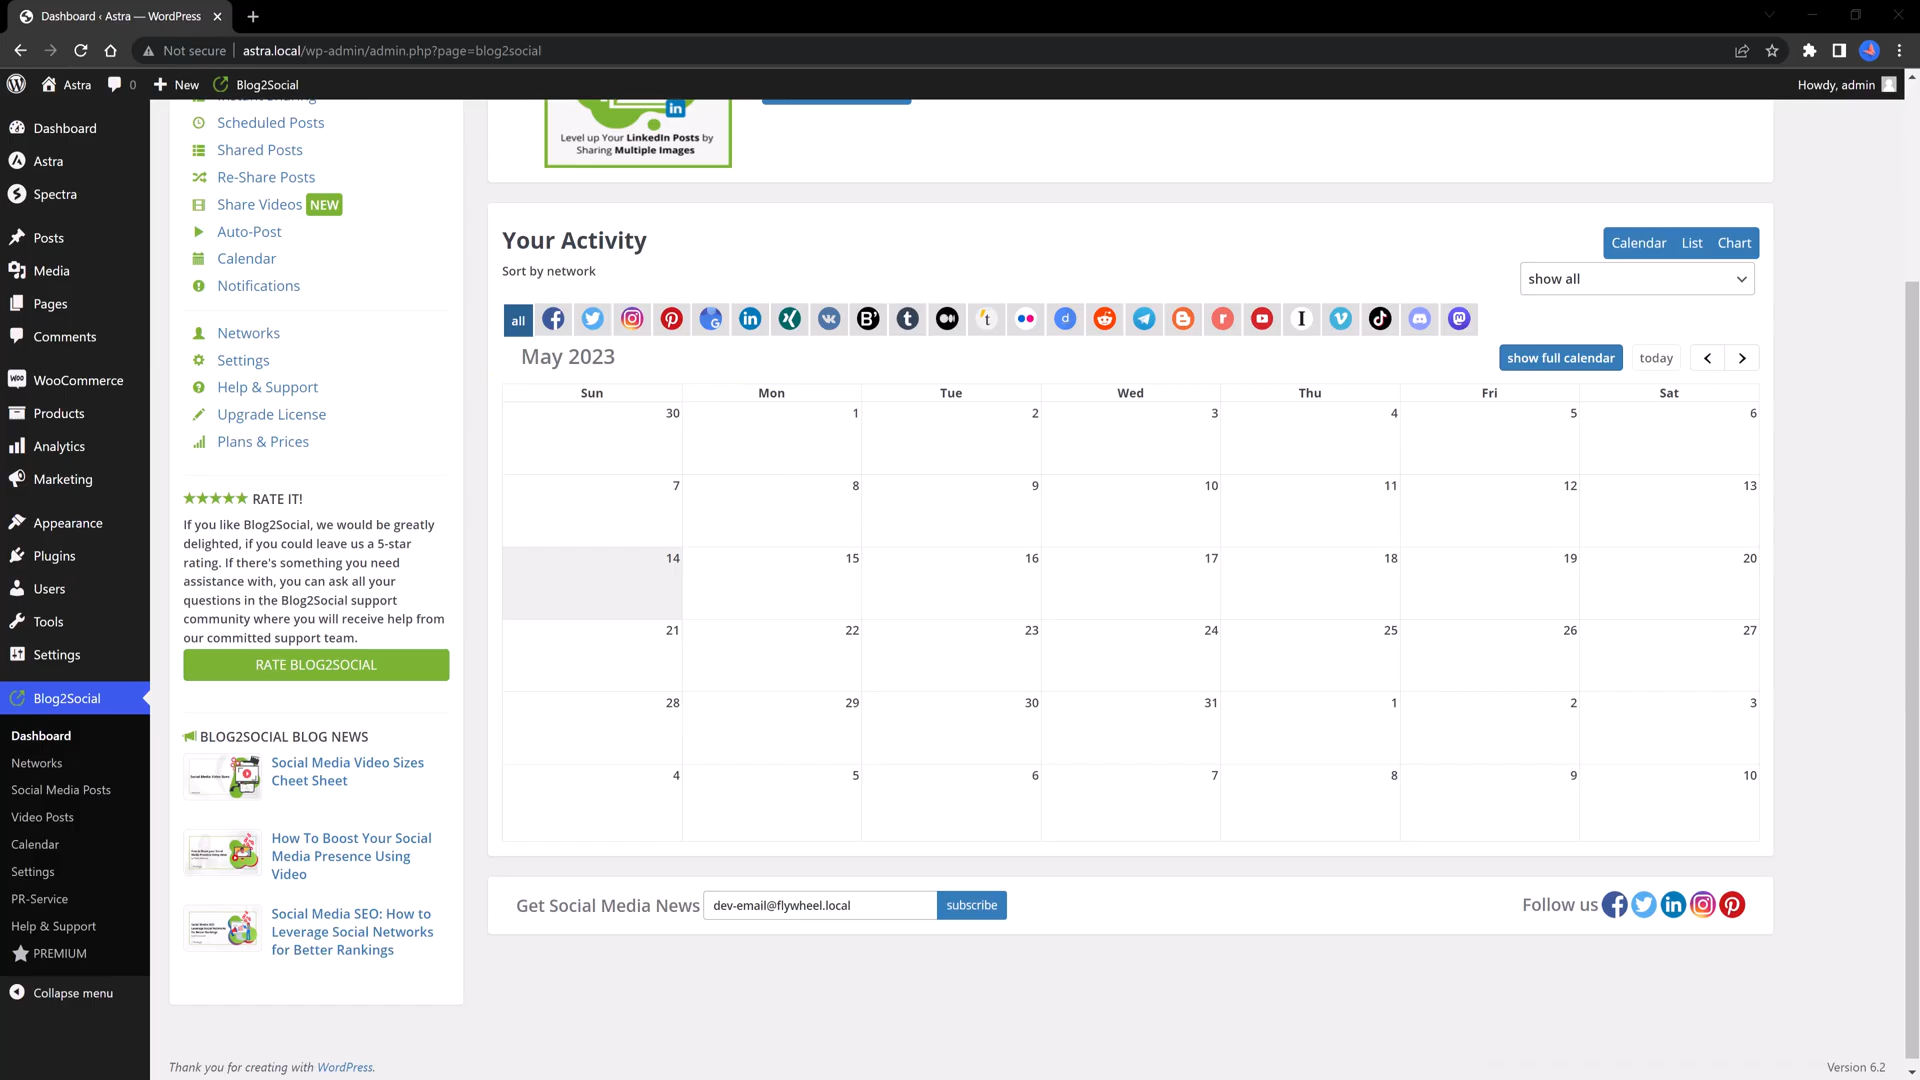 Dashboard ‹ Astra — WordPress
Not secure
astra.local/wp-admin/admin.php?page=blog2social
Astra
0
New
Blog2Social
Howdy, admin
Dashboard
Astra
Spectra
Posts
Media
Pages
Comments
WooCommerce
Products
Analytics
Marketing
Appearance
Plugins
Users
Tools
Settings
Blog2Social
Dashboard
Networks
Social Media Posts
Video Posts
Calendar
Settings
PR-Service
Help & Support
PREMIUM
Collapse menu
Scheduled Posts
Shared Posts
Re-Share Posts
Share Videos NEW
Auto-Post
Calendar
Notifications
Networks
Settings
Help & Support
Upgrade License
Plans & Prices
RATE IT!
If you like Blog2Social, we would be greatly
delighted, if you could leave us a 5-star
rating. If there's something you need
assistance with, you can ask all your
questions in the Blog2Social support
community where you will receive help from
our committed support team.
RATE BLOG2SOCIAL
BLOG2SOCIAL BLOG NEWS
Social Media Video Sizes
Cheet Sheet
How To Boost Your Social
Media Presence Using
Video
Social Media SEO: How to
Leverage Social Networks
for Better Rankings
Level up Your LinkedIn Posts by
Sharing Multiple Images
Your Activity
Calendar List Chart
Sort by network
show all
all
May 2023
show full calendar
today
Sun Mon Tue Wed Thu Fri Sat
30 1 2 3 4 5 6
7 8 9 10 11 12 13
14 15 16 17 18 19 20
21 22 23 24 25 26 27
28 29 30 31 1 2 3
4 5 6 7 8 9 10
Get Social Media News
dev-email@flywheel.local
subscribe
Follow us
Thank you for creating with WordPress.
Version 6.2